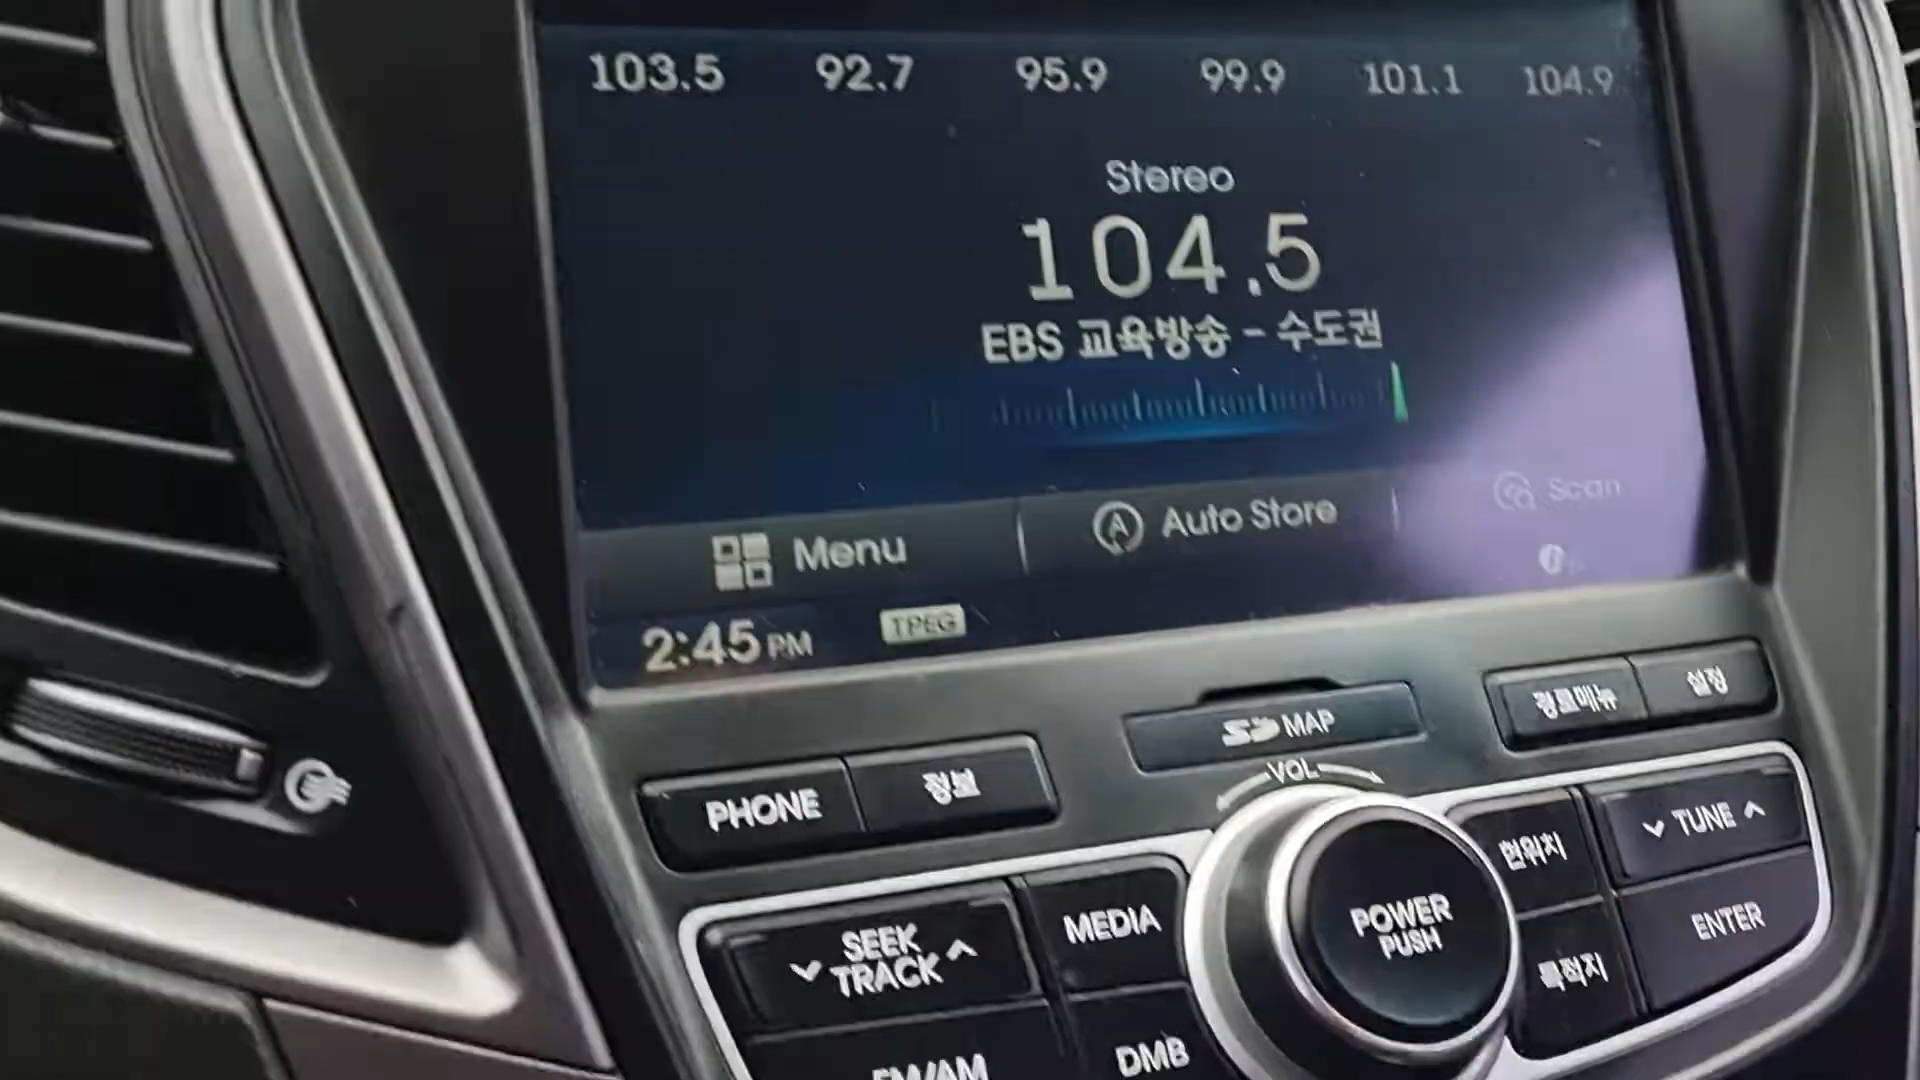 103.5 92.7 95.9 99.9 101.1 104.9
Stereo
104.5
EBS 교육방송 - 수도권
Menu Auto Store Scan
2:45 PM TPEG
SD MAP
경로메뉴 설정
PHONE 정보
VOL
현위치 TUNE
SEEK TRACK MEDIA
POWER PUSH
목적지 ENTER
FM/AM DMB